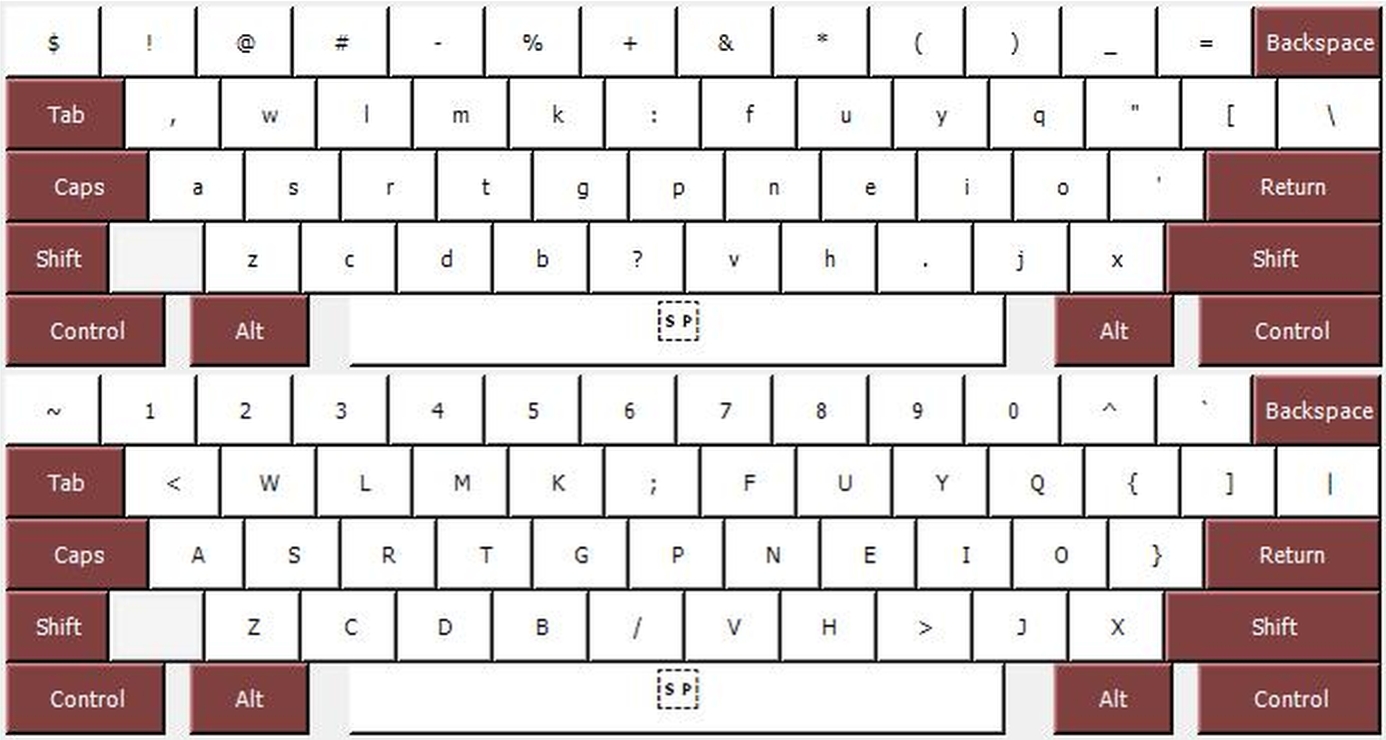 $ ! @ # - % + & * ( ) _ = Backspace
Tab , w l m k : f u y q " [ \
Caps a s r t g p n e i o ' Return
Shift z c d b ? v h . j x Shift
Control Alt SP Alt Control
~ 1 2 3 4 5 6 7 8 9 0 ^ ` Backspace
Tab < W L M K ; F U Y Q { ] |
Caps A S R T G P N E I O } Return
Shift Z C D B / V H > J X Shift
Control Alt SP Alt Control